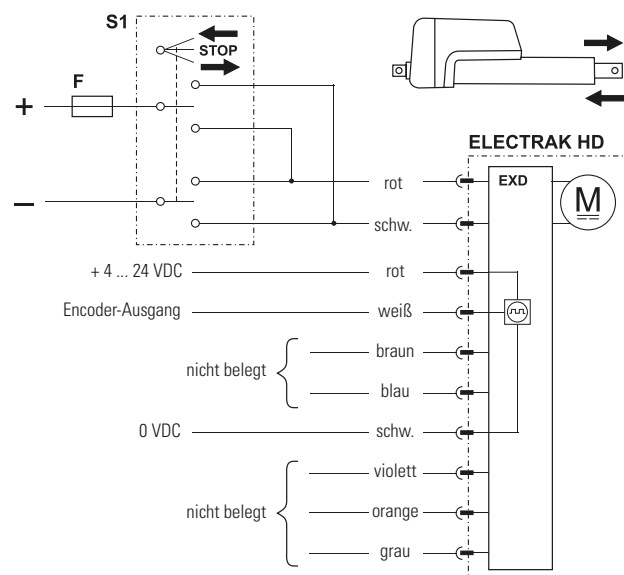 S1
STOP
F
+
–
ELECTRAK HD
EXD
M
rot
schw.
+ 4 ... 24 VDC rot
Encoder-Ausgang weiß
braun
nicht belegt
blau
0 VDC schw.
violett
nicht belegt orange
grau